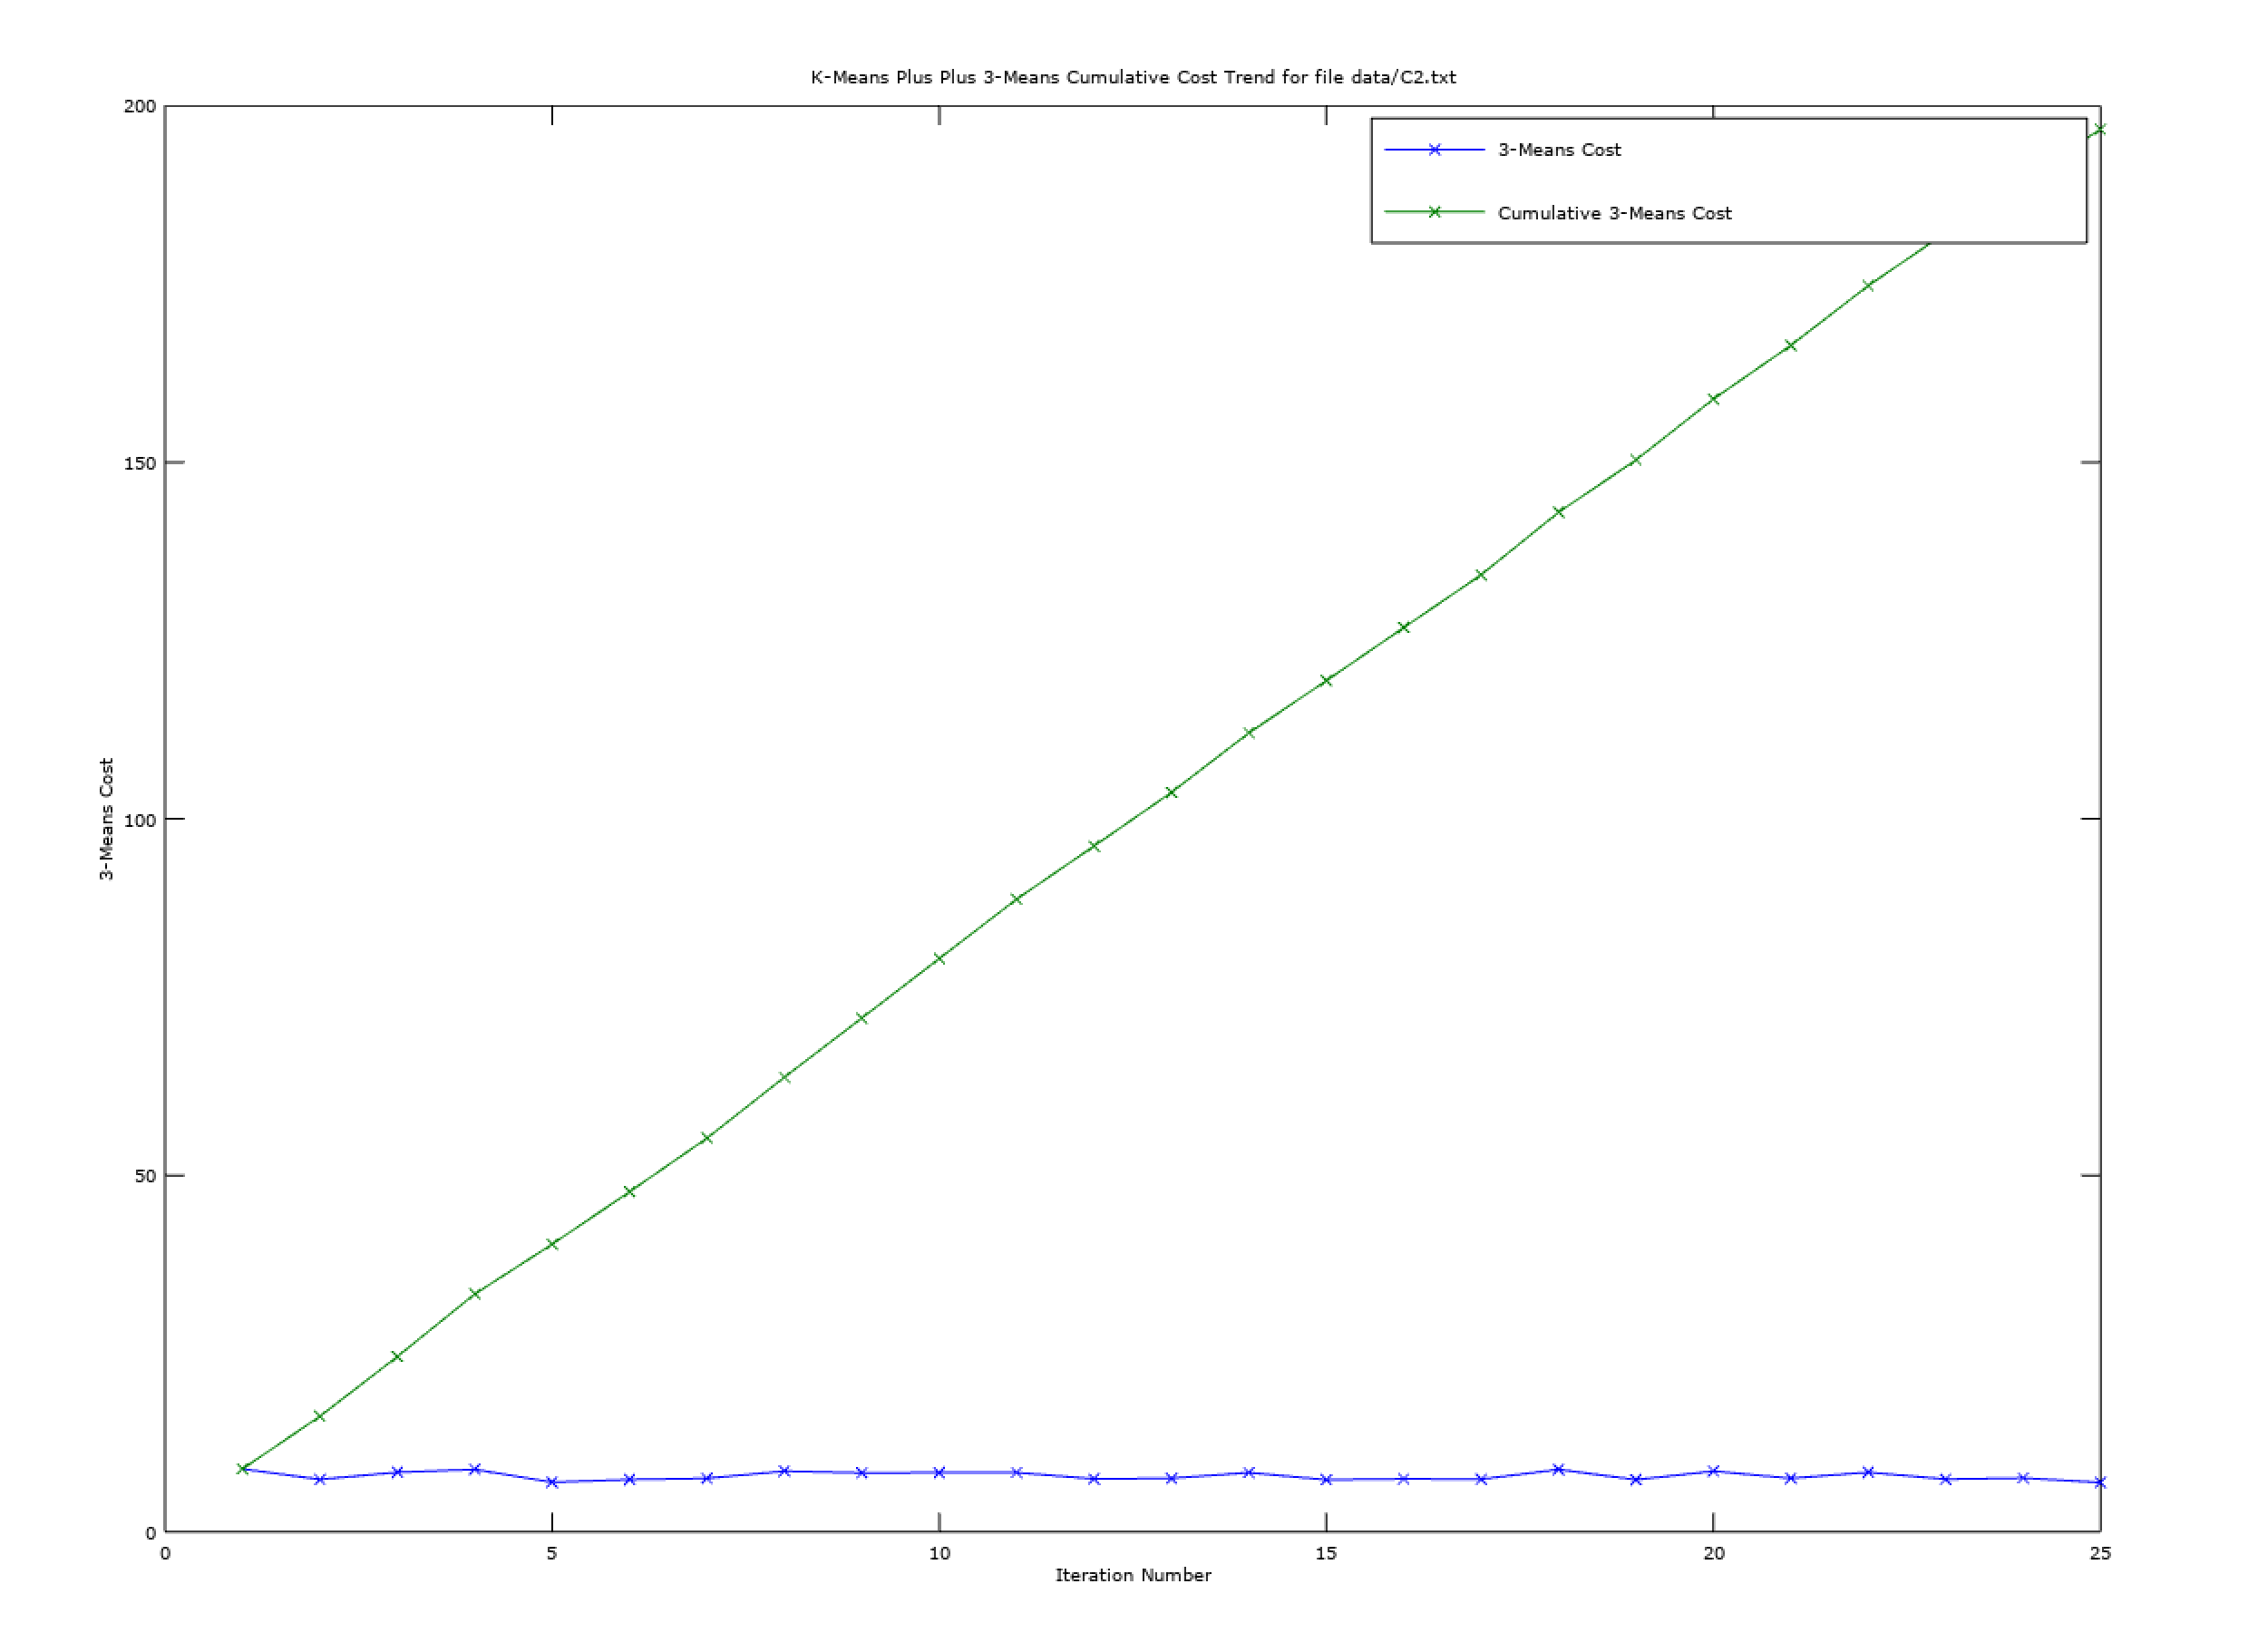 K-Means Plus Plus 3-Means Cumulative Cost Trend for file data/C2.txt
200
150
100
50
0
3-Means Cost
3-Means Cost
Cumulative 3-Means Cost
0 5 10 15 20 25
Iteration Number